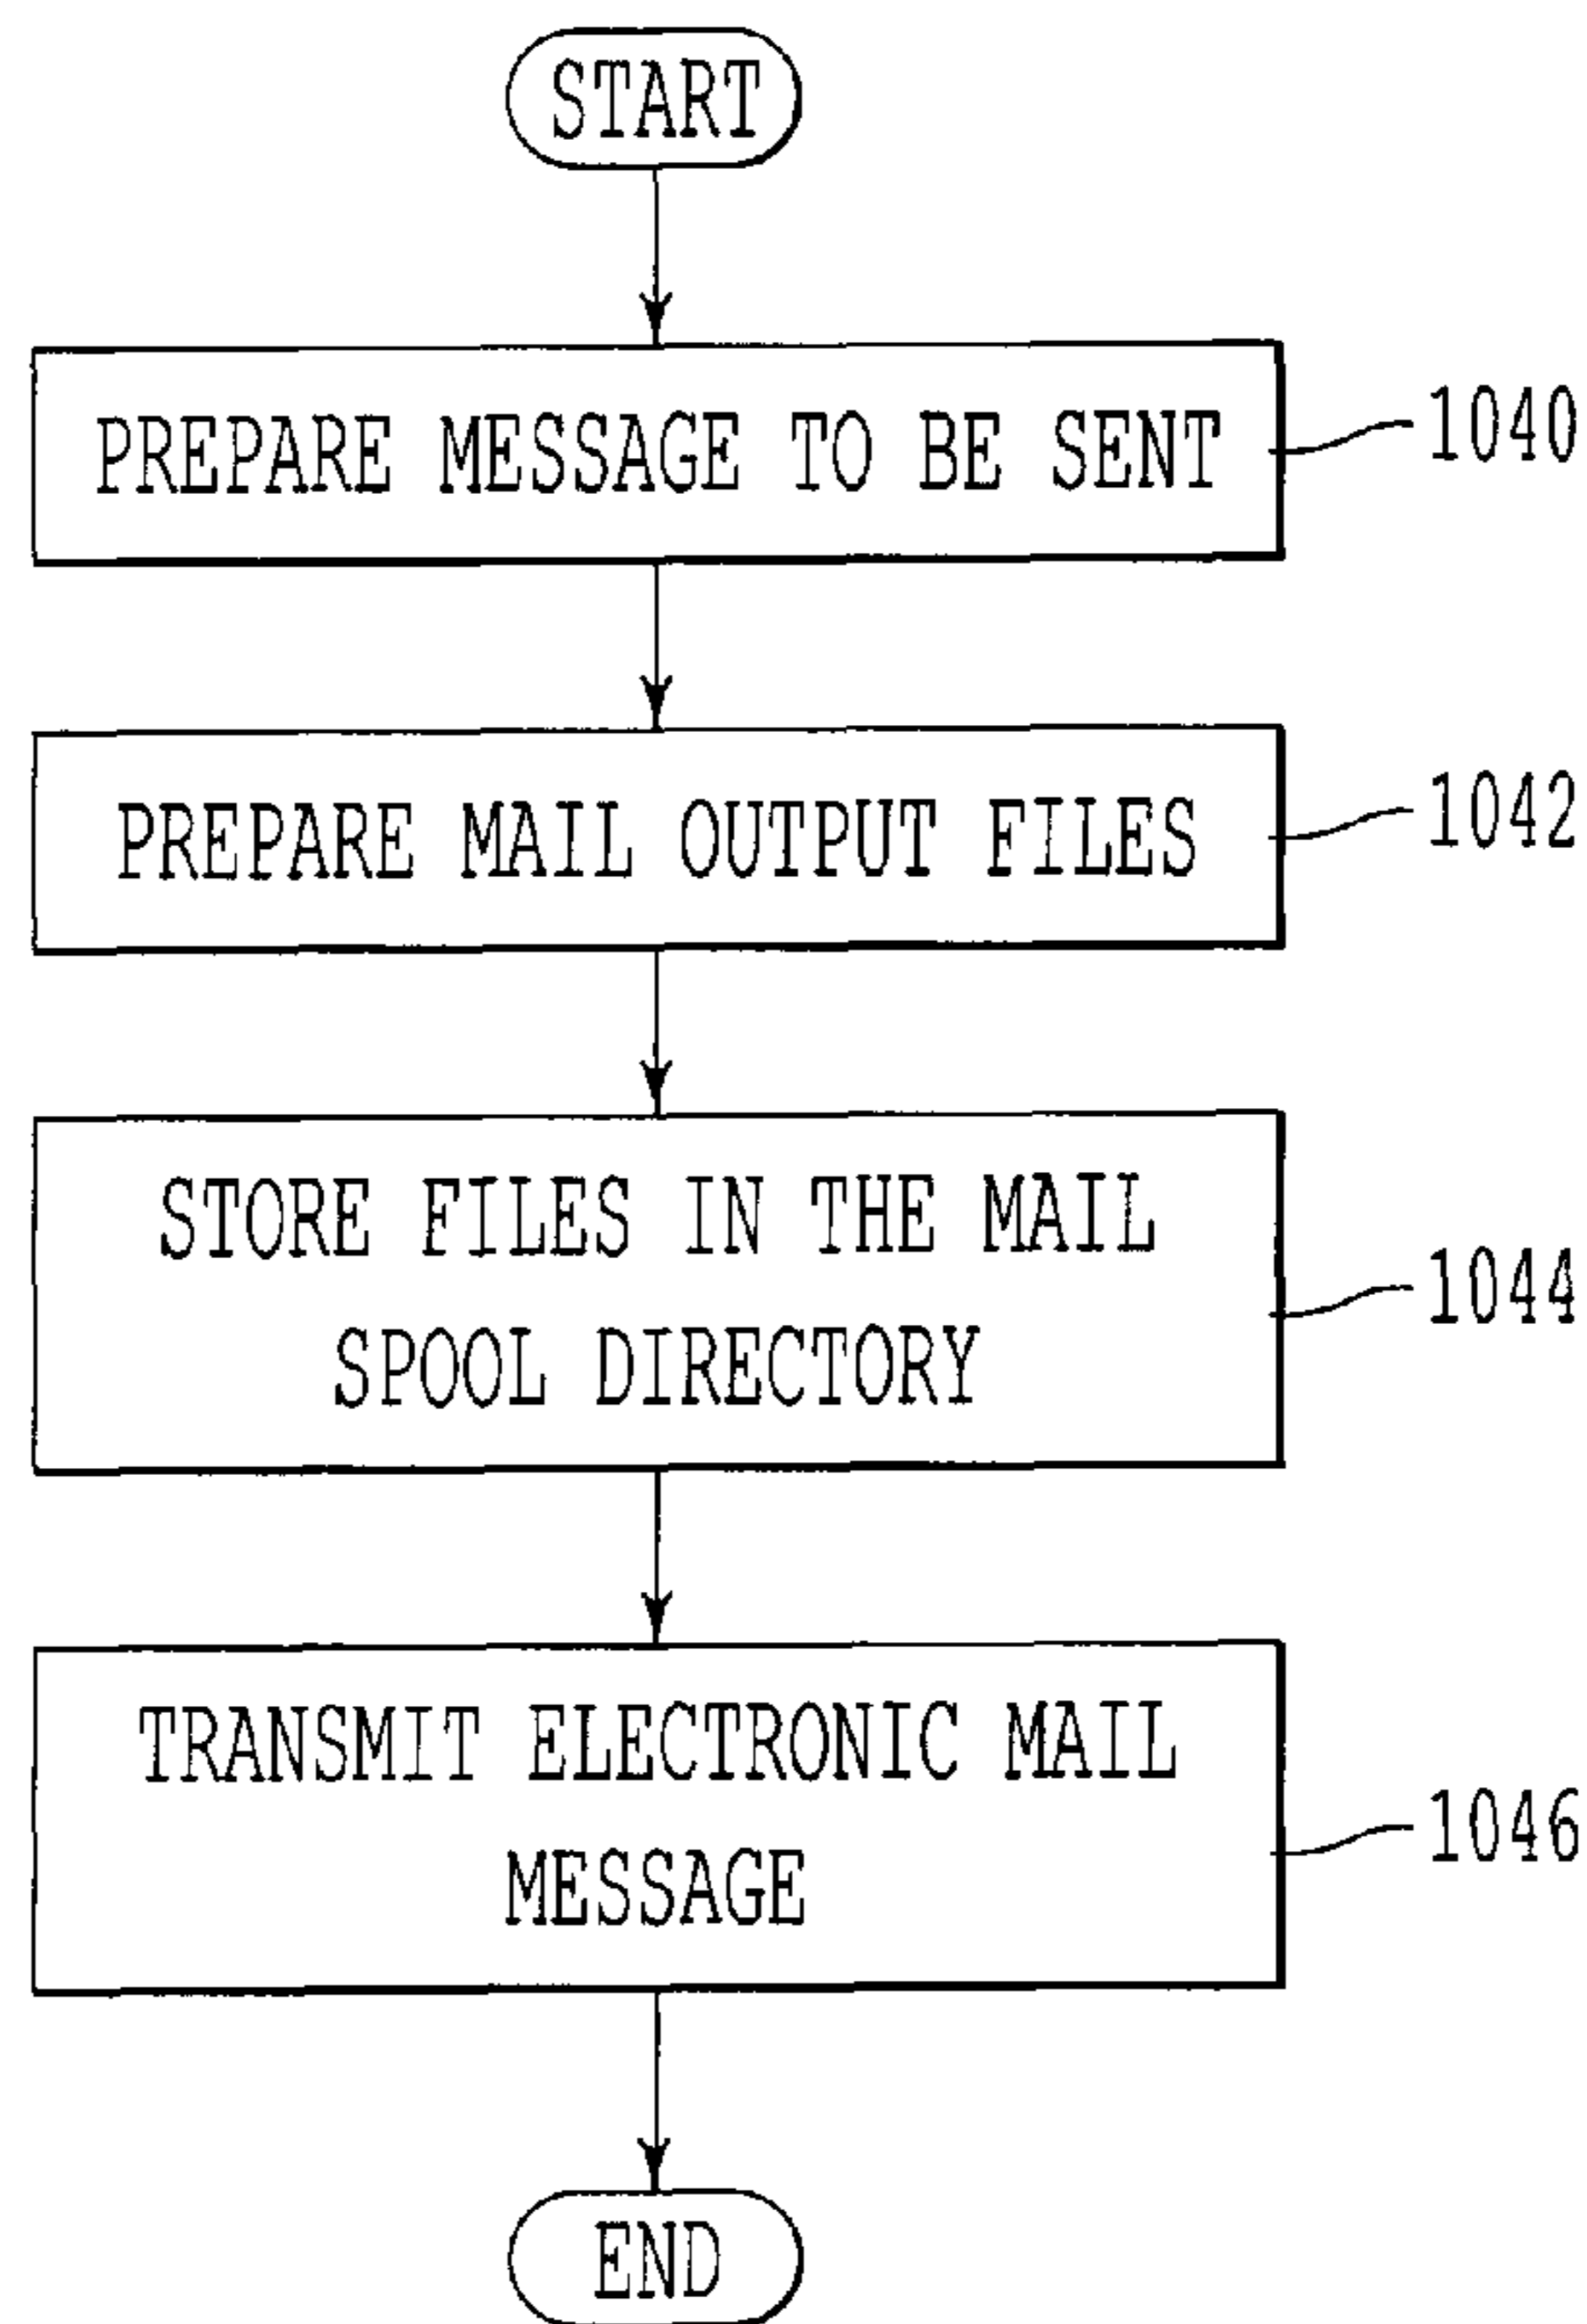 START
PREPARE MESSAGE TO BE SENT
1040
PREPARE MAIL OUTPUT FILES
1042
STORE FILES IN THE MAIL
SPOOL DIRECTORY
1044
TRANSMIT ELECTRONIC MAIL
MESSAGE
1046
END